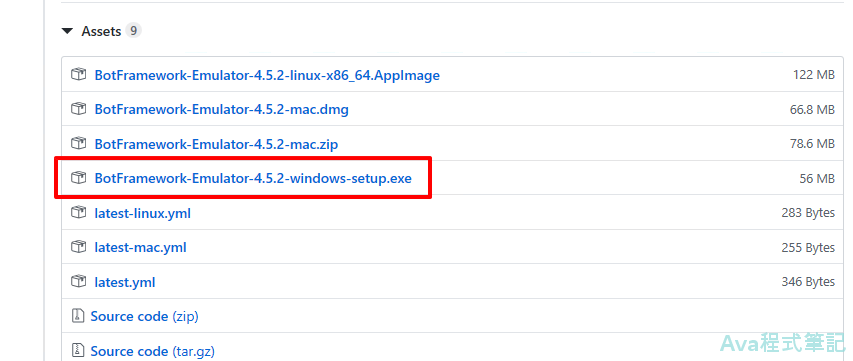 Assets 9
BotFramework-Emulator-4.5.2-linux-x86_64.AppImage 122 MB
BotFramework-Emulator-4.5.2-mac.dmg 66.8 MB
BotFramework-Emulator-4.5.2-mac.zip 78.6 MB
BotFramework-Emulator-4.5.2-windows-setup.exe 56 MB
latest-linux.yml 283 Bytes
latest-mac.yml 255 Bytes
latest.yml 346 Bytes
Source code (zip)
Source code (tar.gz)
Ava程式筆記